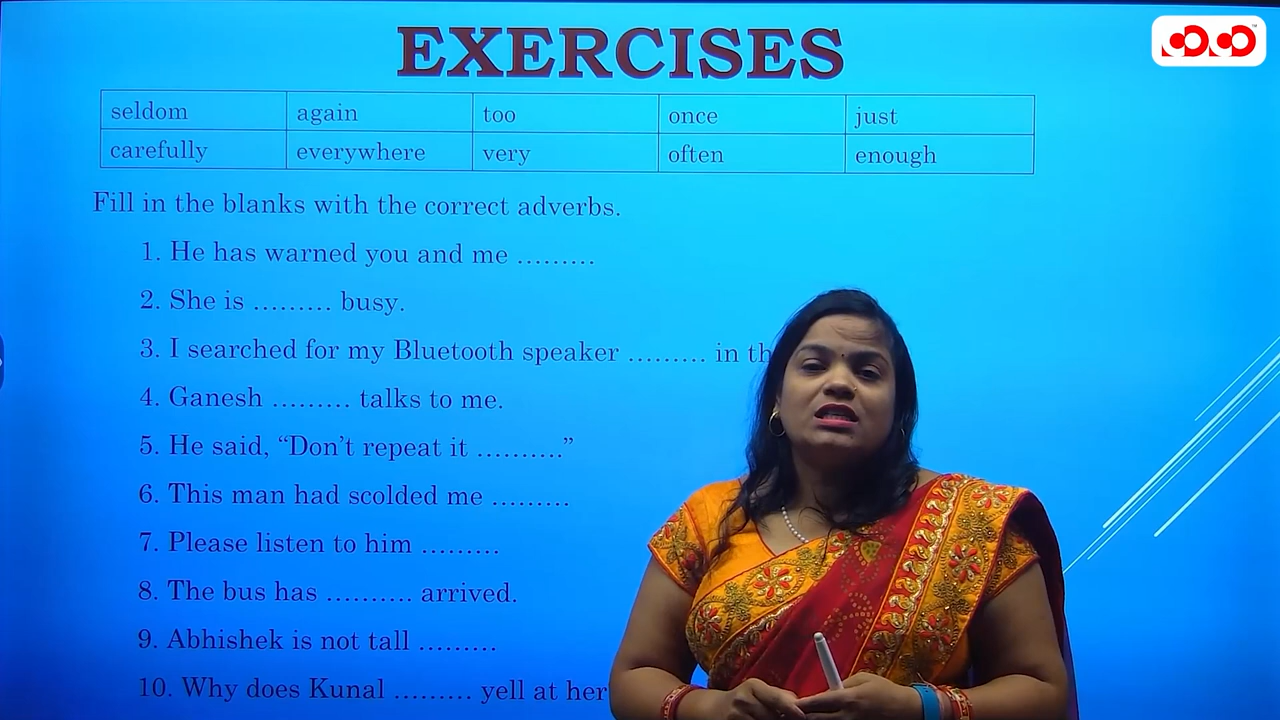 EXERCISES
seldom again too once just
carefully everywhere very often enough
Fill in the blanks with the correct adverbs.
1. He has warned you and me ………
2. She is ……… busy.
3. I searched for my Bluetooth speaker ……… in
4. Ganesh ……… talks to me.
5. He said, “Don’t repeat it ……….”
6. This man had scolded me ………
7. Please listen to him ………
8. The bus has ………. arrived.
9. Abhishek is not tall ………
10. Why does Kunal ……… yell at her